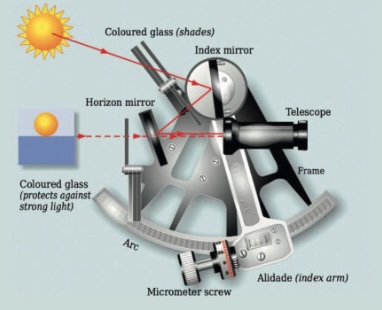 Coloured glass (shades)
Index mirror
Horizon mirror
Telescope
Coloured glass
(protects against
strong light)
Frame
Arc
Alidade (index arm)
Micrometer screw